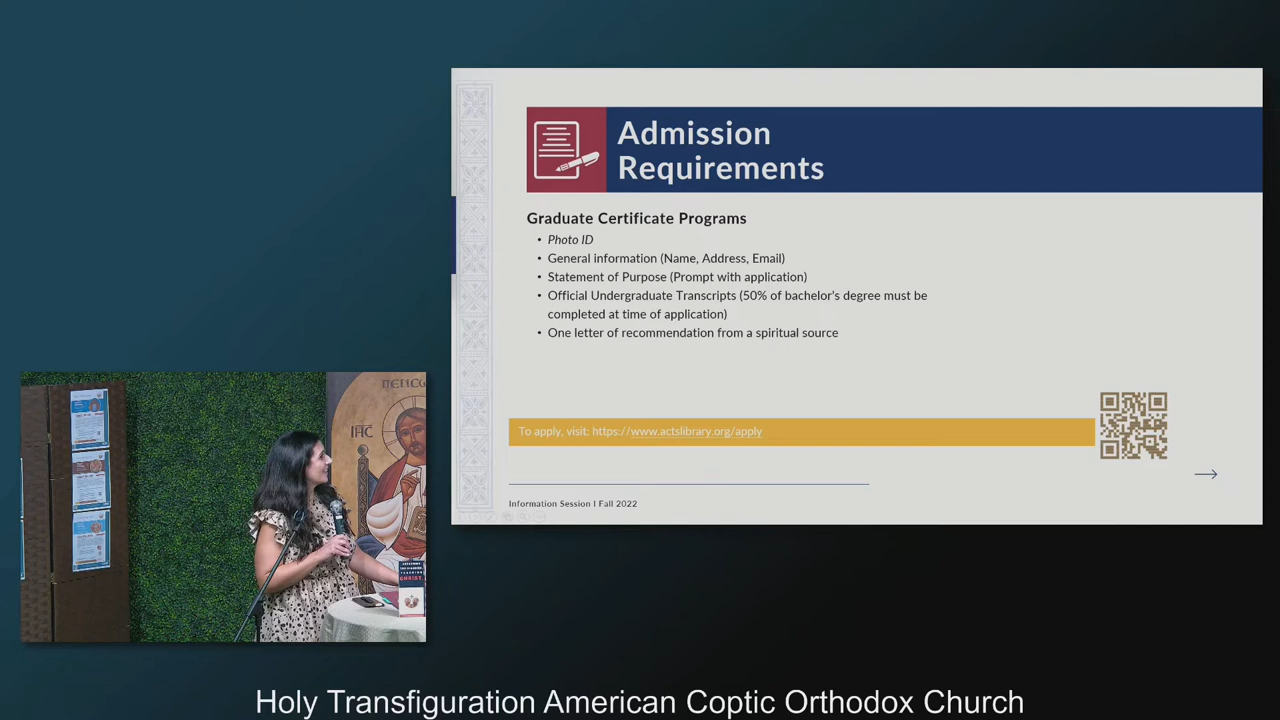 Admission
Requirements
Graduate Certificate Programs
• Photo ID
• General information (Name, Address, Email)
• Statement of Purpose (Prompt with application)
• Official Undergraduate Transcripts (50% of bachelor's degree must be
completed at time of application)
• One letter of recommendation from a spiritual source
To apply, visit: https://www.actslibrary.org/apply
Information Session I Fall 2022
ⲠⲈⲚⲤⲰ
IHC
CHRIST
Holy Transfiguration American Coptic Orthodox Church